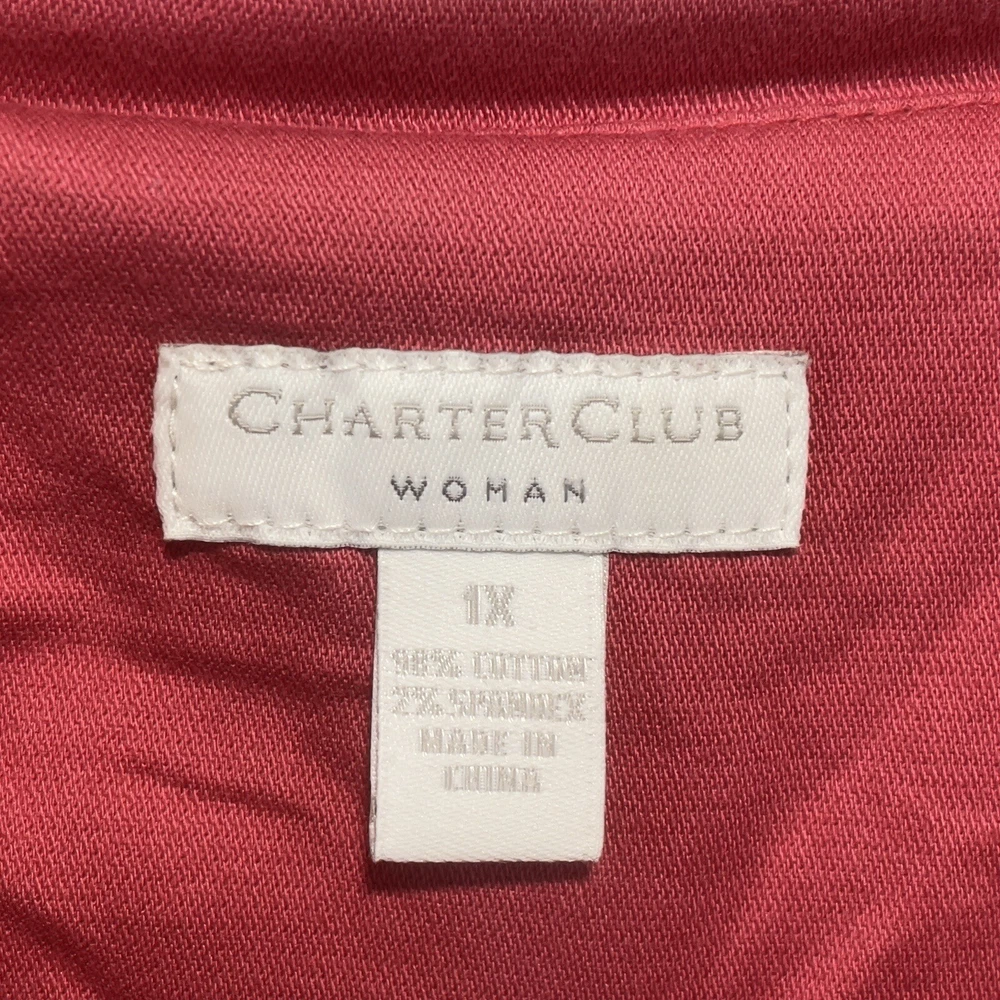 CHARTER CLUB
WOMAN
1X
98% COTTON
2% SPANDEX
MADE IN
CHINA